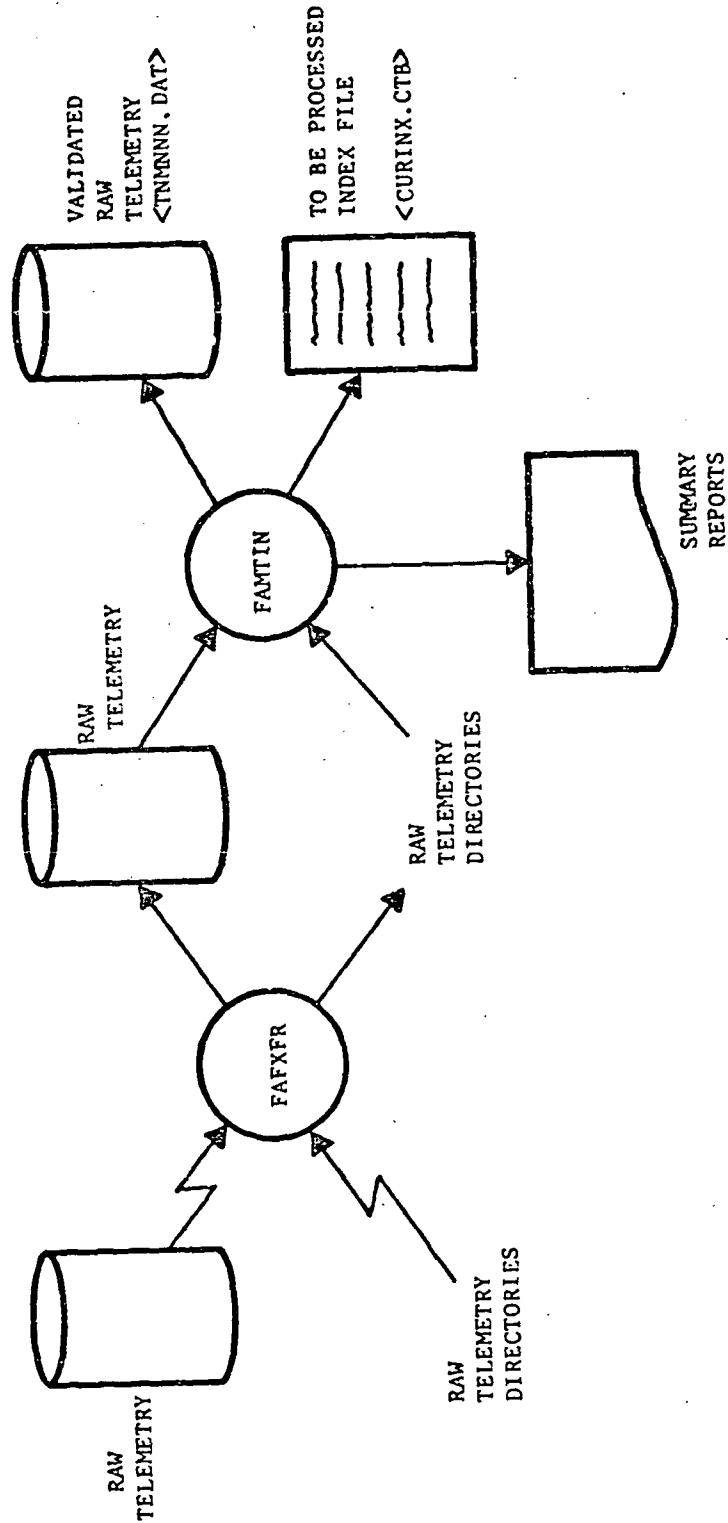 RAW
TELEMETRY
RAW
TELEMETRY
DIRECTORIES
FAFXFR
RAW
TELEMETRY
RAW
TELEMETRY
DIRECTORIES
FAMTIN
VALIDATED
RAW
TELEMETRY
<TNMNNN.DAT>
TO BE PROCESSED
INDEX FILE
<CURINX.CTB>
SUMMARY
REPORTS